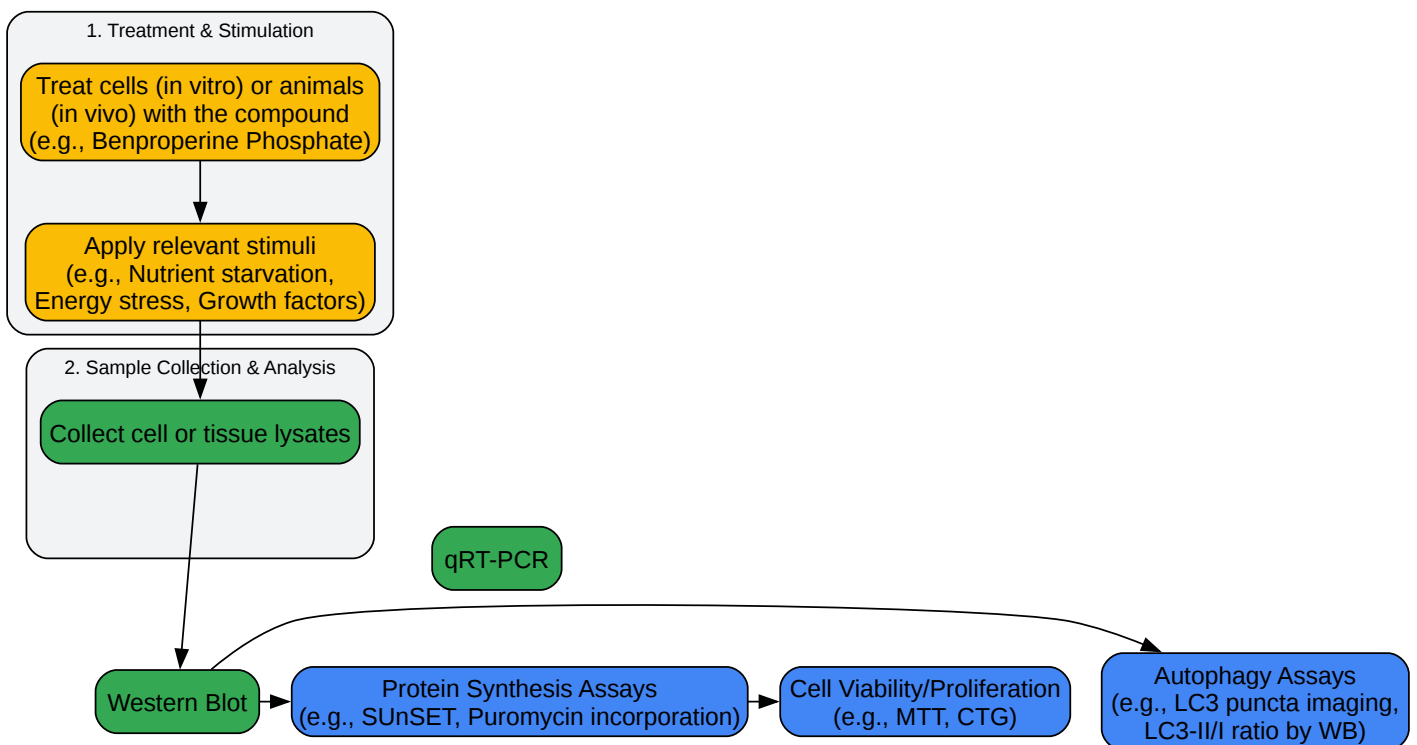 1. Treatment & Stimulation
Treat cells (in vitro) or animals
(in vivo) with the compound
(e.g., Benproperine Phosphate)
Apply relevant stimuli
(e.g., Nutrient starvation,
Energy stress, Growth factors)
2. Sample Collection & Analysis
Collect cell or tissue lysates
qRT-PCR
Western Blot
Protein Synthesis Assays
(e.g., SUnSET, Puromycin incorporation)
Cell Viability/Proliferation
(e.g., MTT, CTG)
Autophagy Assays
(e.g., LC3 puncta imaging,
LC3-II/I ratio by WB)